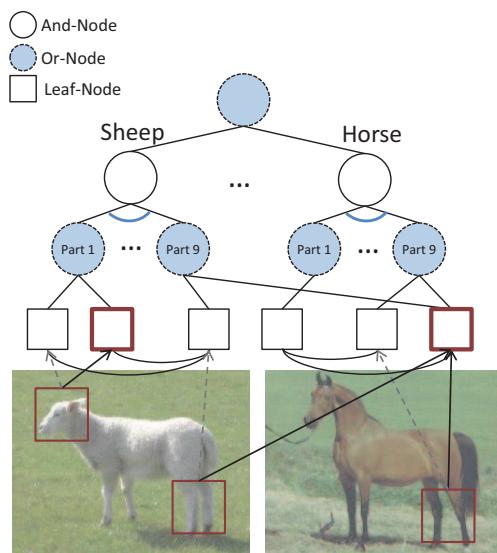 And-Node
Or-Node
Leaf-Node
Sheep
Horse
...
Part 1
...
Part 9
Part 1
...
Part 9